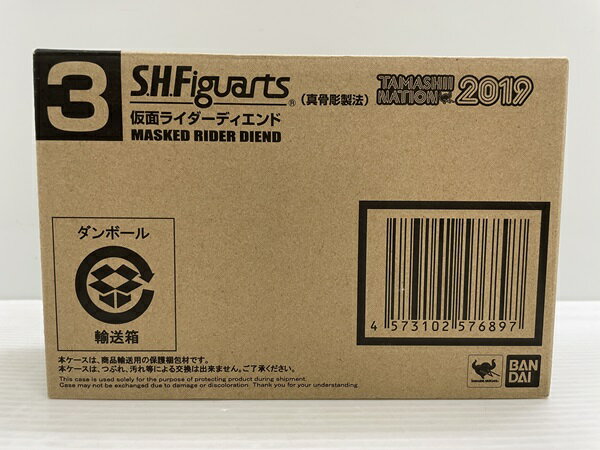 3
S.H.Figuarts® (真骨彫製法)
TAMASHII NATION 2019
仮面ライダーディエンド
MASKED RIDER DIEND
ダンボール
輸送箱
4 573102 576897
本ケースは、商品輸送用の保護梱包材です。
本ケースは、つぶれ、汚れ等による交換は出来ません。ご了承ください。
This case is used solely for the purpose of protecting product during shipment.
Case may not be exchanged due to damage or discoloration. Thank you for your understanding.
TAMASHII NATIONS
BAN
DAI